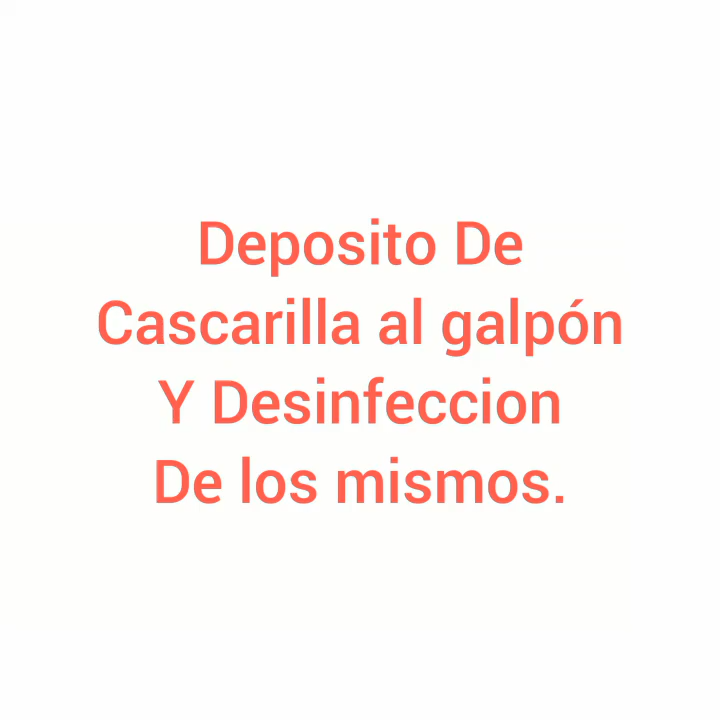 Deposito De
Cascarilla al galpón
Y Desinfeccion
De los mismos.